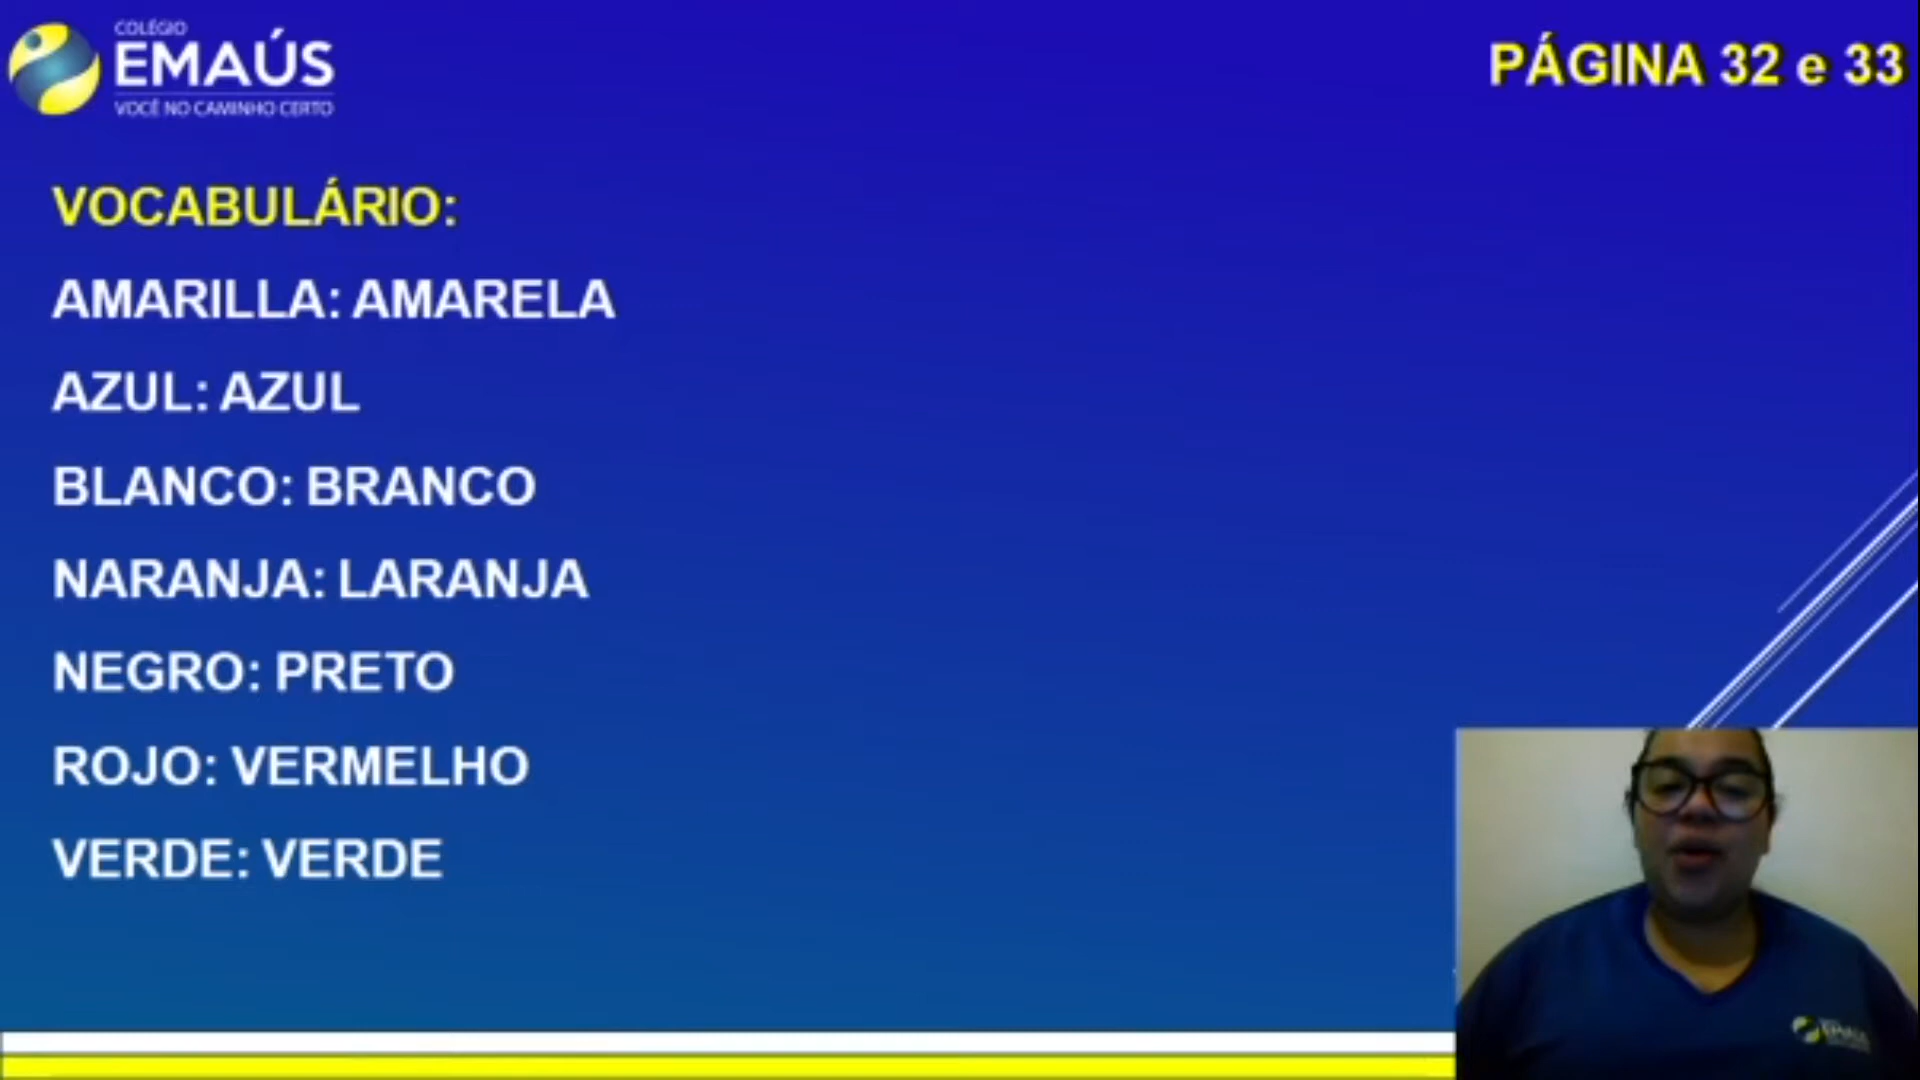 COLÉGIO
EMAÚS
VOCÊ NO CAMINHO CERTO
PÁGINA 32 e 33
VOCABULÁRIO:
AMARILLA: AMARELA
AZUL: AZUL
BLANCO: BRANCO
NARANJA: LARANJA
NEGRO: PRETO
ROJO: VERMELHO
VERDE: VERDE
EMAÚS